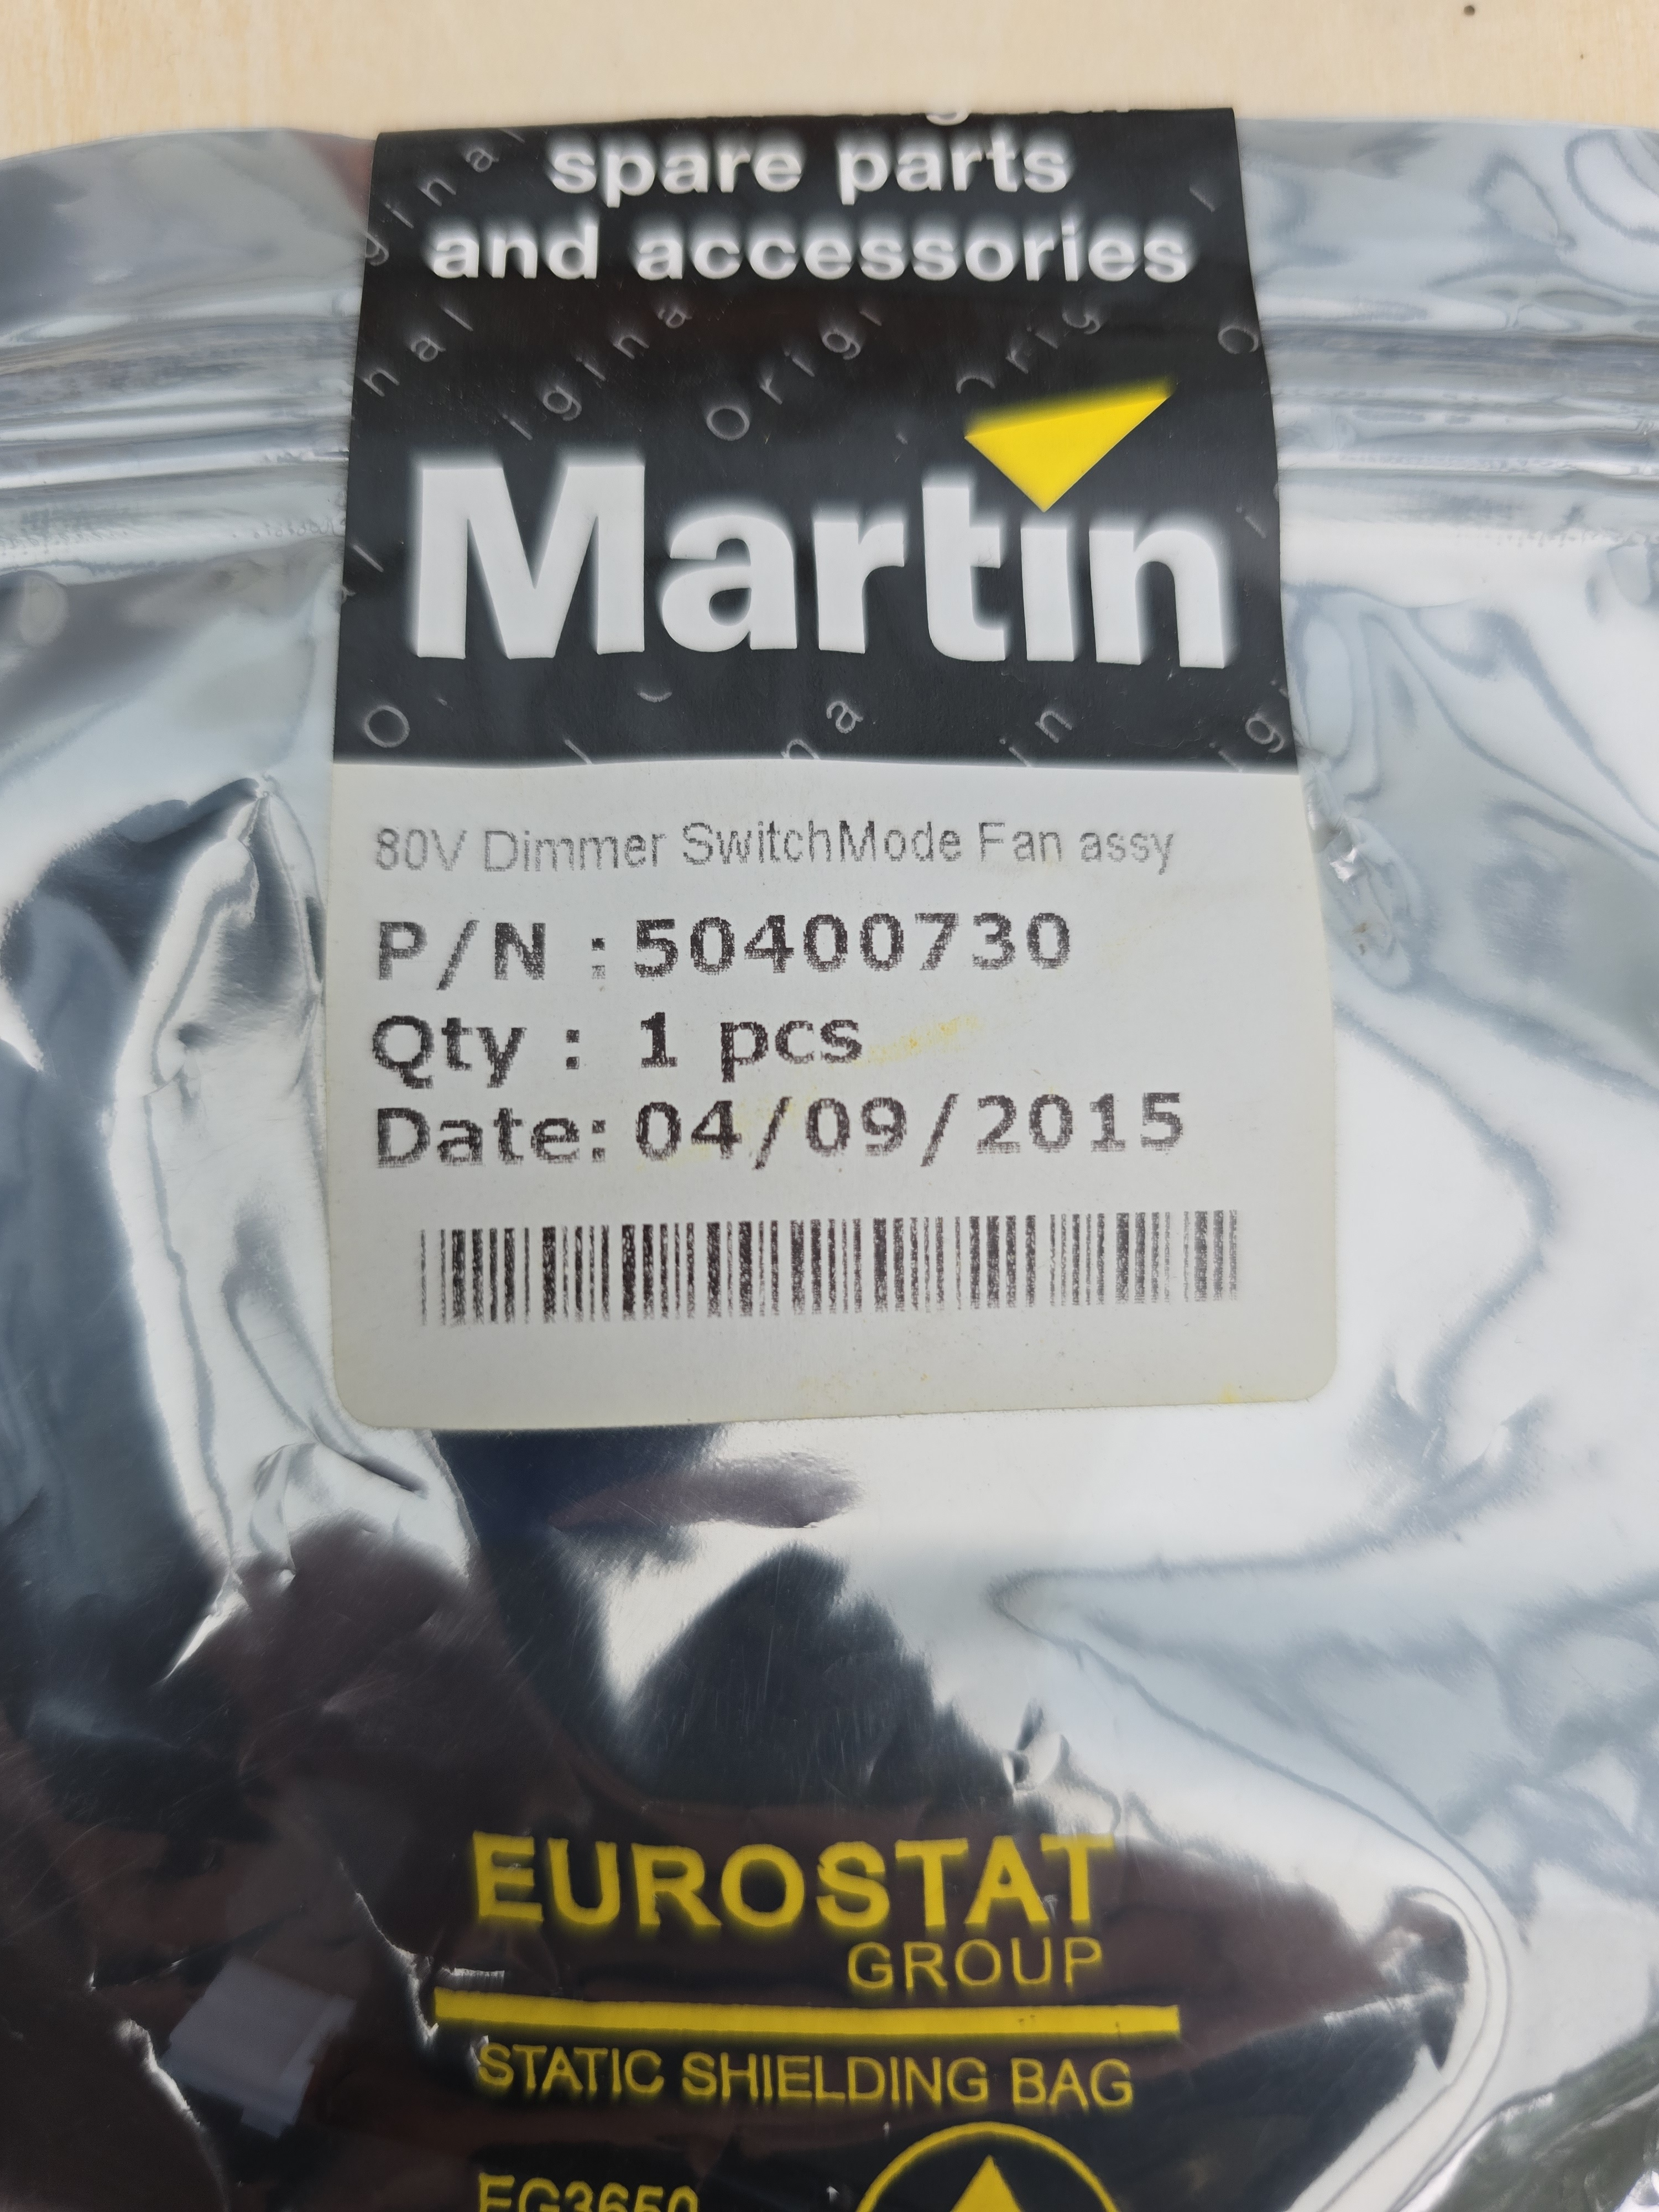 spare parts
and accessories
Martin
80V Dimmer SwitchMode Fan assy
P/N : 50400730
Qty : 1 pcs
Date: 04/09/2015
EUROSTAT
GROUP
STATIC SHIELDING BAG
EG3650